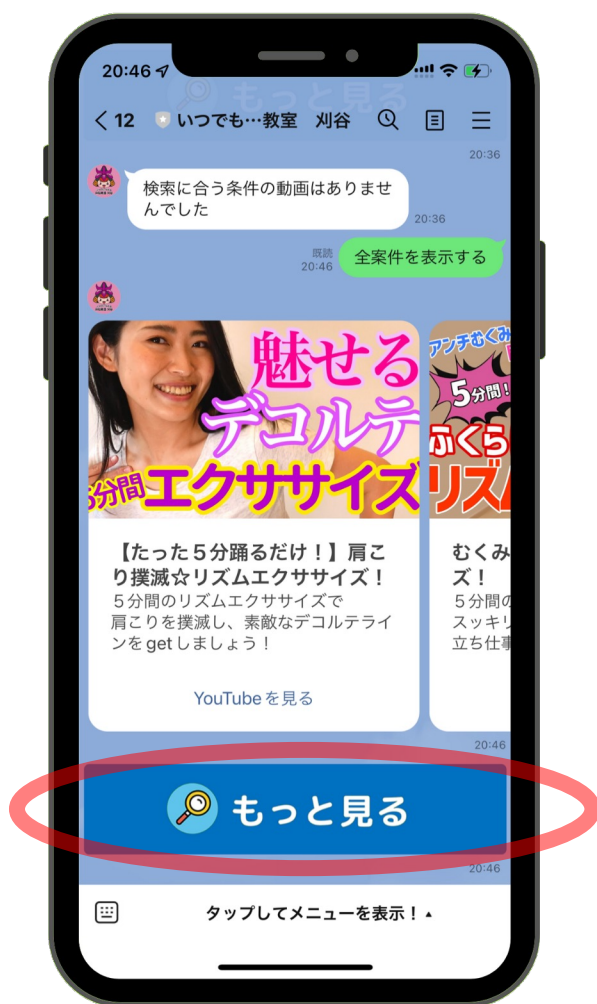 20:46
もっと見る
12 いつでも…教室 刈谷
20:36
検索に合う条件の動画はありませ
んでした
20:36
既読
20:46
全案件を表示する
魅せる
デコルテ
5分間エクササイズ
【たった５分踊るだけ！】肩こ
り撲滅☆リズムエクササイズ！
５分間のリズムエクササイズで
肩こりを撲滅し、素敵なデコルテライ
ンをgetしましょう！
YouTubeを見る
アンチむくみ
5分間！
ふくら
リズム
むくみ
ズ！
５分間の
スッキリ
立ち仕事
20:46
もっと見る
20:46
タップしてメニューを表示！▲